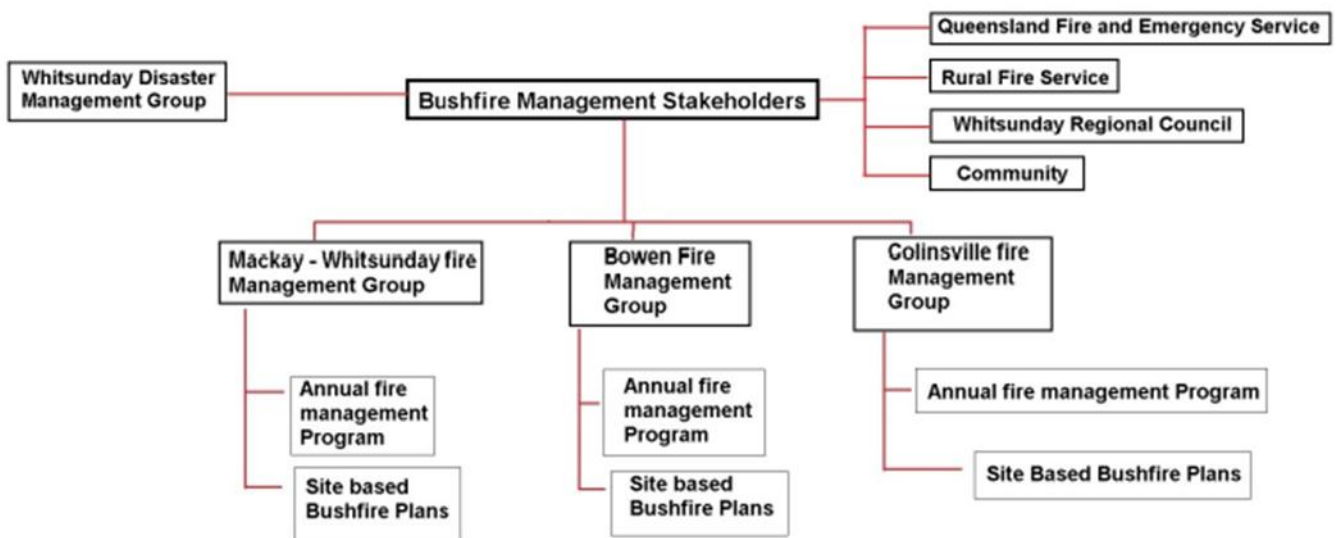 Queensland Fire and Emergency Service
Whitsunday Disaster
Management Group
Bushfire Management Stakeholders
Rural Fire Service
Whitsunday Regional Council
Community
Mackay - Whitsunday fire
Management Group
Bowen Fire
Management
Group
Colinsville fire
Management
Group
Annual fire
management
Program
Annual fire
management
Program
Annual fire management Program
Site based
Bushfire Plans
Site based
Bushfire Plans
Site Based Bushfire Plans